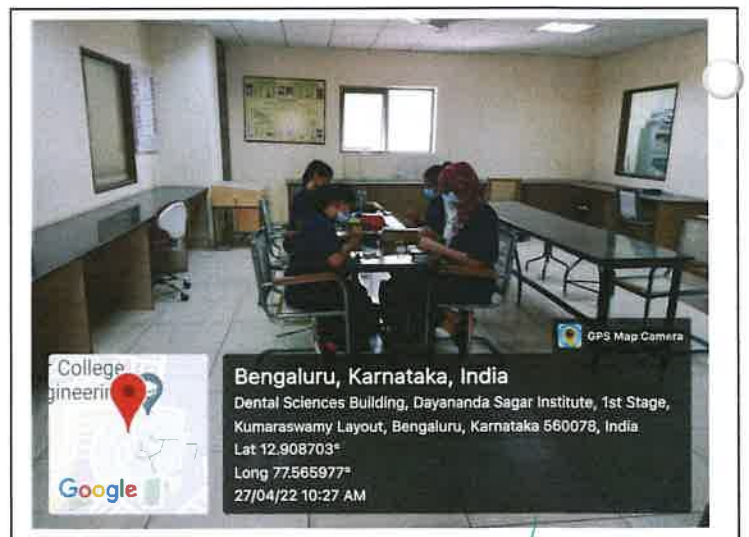 GPS Map Camera
College
gineerin
Google
Bengaluru, Karnataka, India
Dental Sciences Building, Dayananda Sagar Institute, 1st Stage,
Kumaraswamy Layout, Bengaluru, Karnataka 560078, India
Lat 12.908703°
Long 77.565977°
27/04/22 10:27 AM